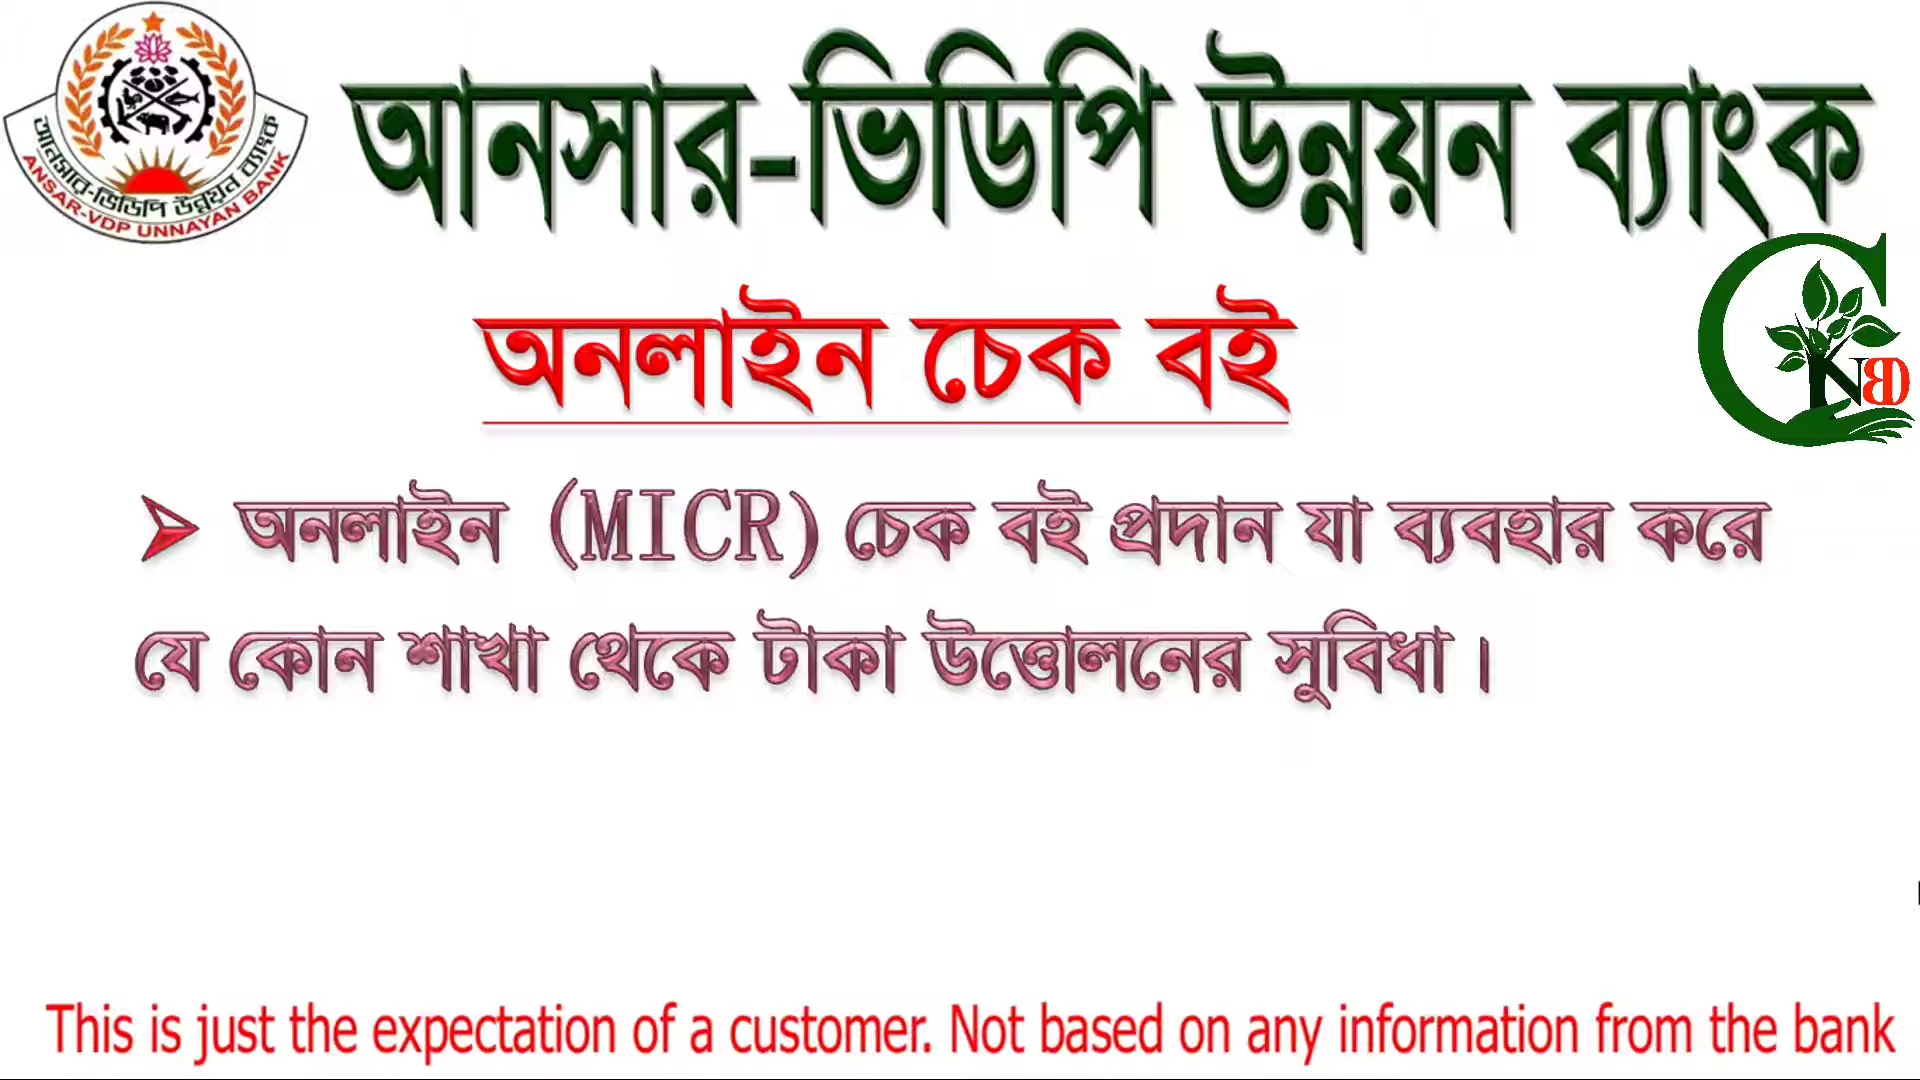 আনসার-ভিডিপি উন্নয়ন ব্যাংক
আনসার-ভিডিপি উন্নয়ন ব্যাংক
ANSAR-VDP UNNAYAN BANK
অনলাইন চেক বই
CNBD
অনলাইন (MICR) চেক বই প্রদান যা ব্যবহার করে
যে কোন শাখা থেকে টাকা উত্তোলনের সুবিধা।
This is just the expectation of a customer. Not based on any information from the bank